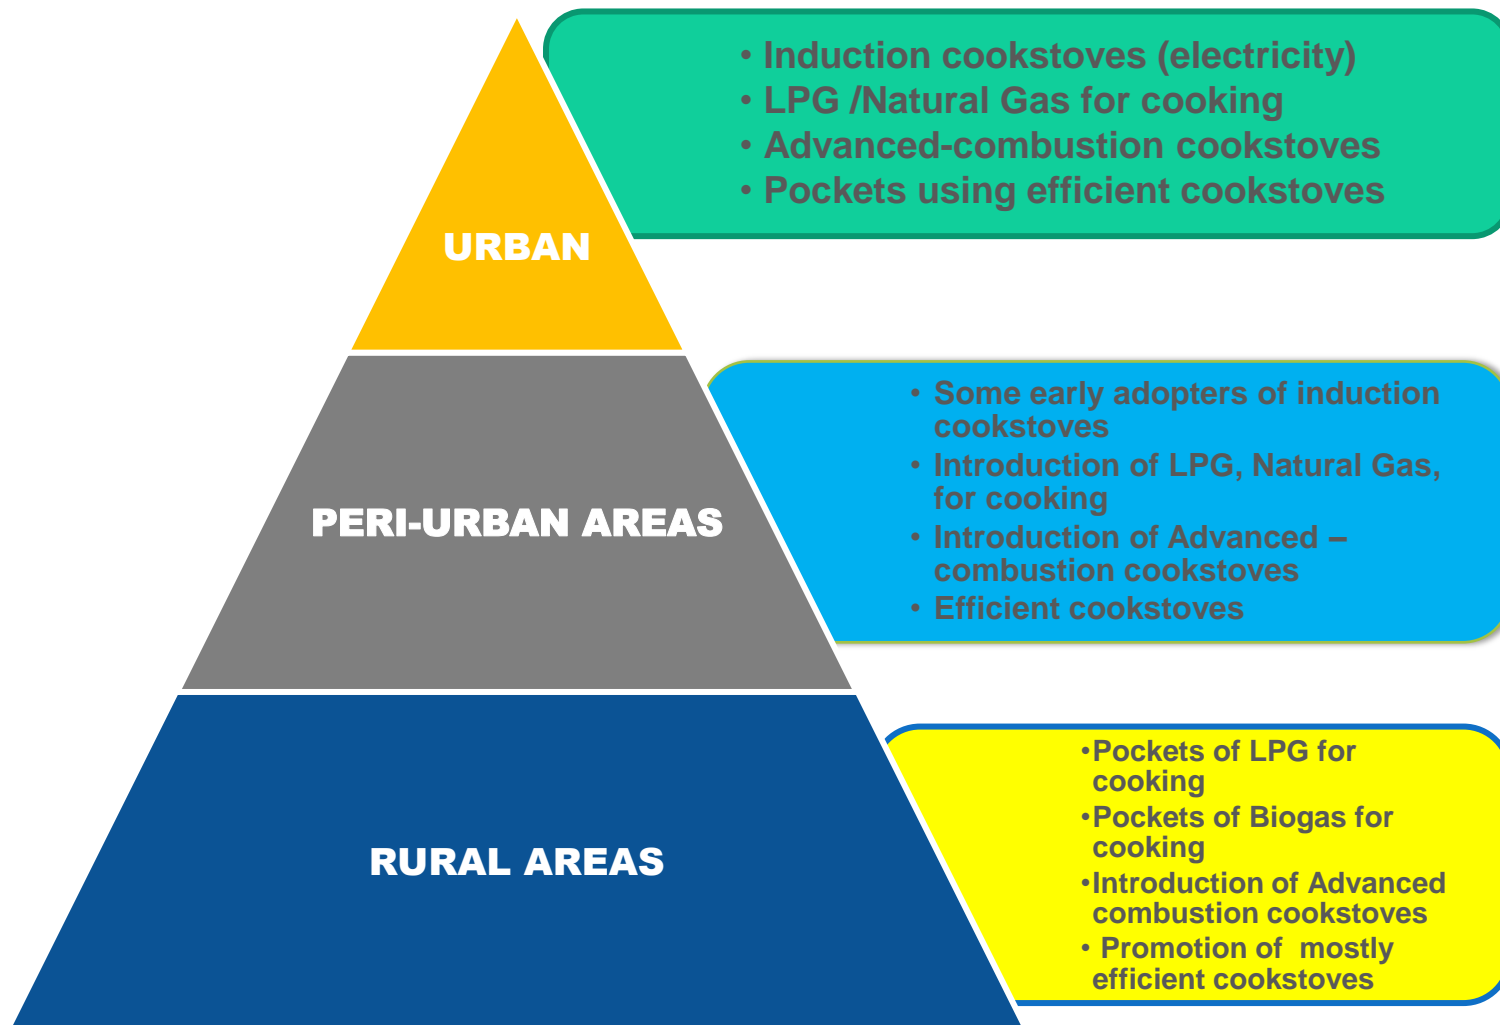 • Induction cookstoves (electricity)
• LPG /Natural Gas for cooking
• Advanced-combustion cookstoves
• Pockets using efficient cookstoves
URBAN
• Some early adopters of induction
cookstoves
• Introduction of LPG, Natural Gas,
for cooking
• Introduction of Advanced –
combustion cookstoves
• Efficient cookstoves
PERI-URBAN AREAS
•Pockets of LPG for
cooking
•Pockets of Biogas for
cooking
•Introduction of Advanced
combustion cookstoves
• Promotion of mostly
efficient cookstoves
RURAL AREAS